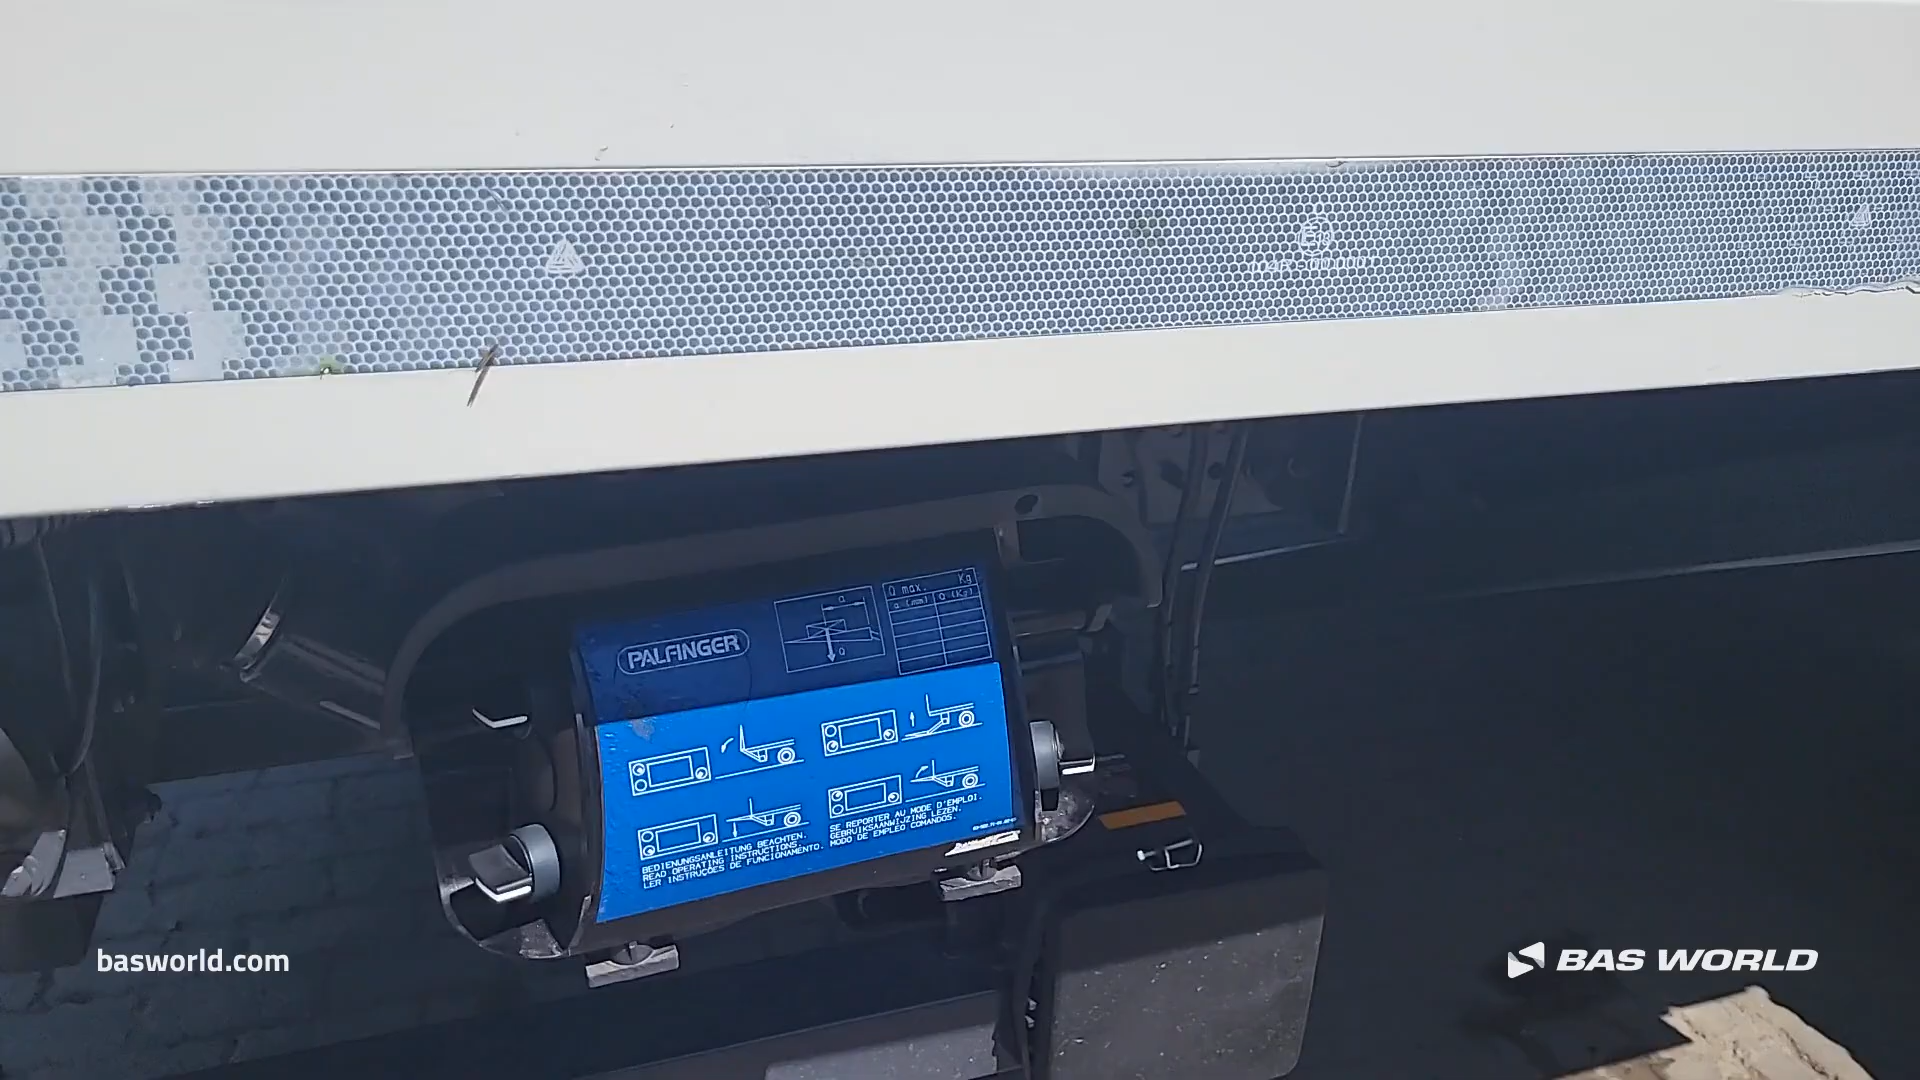 PALFINGER
a
Q
Q max. Kg
a (mm) Q (Kg)
BEDIENUNGSANLEITUNG BEACHTEN.
READ OPERATING INSTRUCTIONS.
LER INSTRUÇÕES DE FUNCIONAMENTO.
SE REPORTER AU MODE D'EMPLOI.
GEBRUIKSAANWIJZING LEZEN.
MODO DE EMPLEO COMANDOS.
basworld.com
BAS WORLD